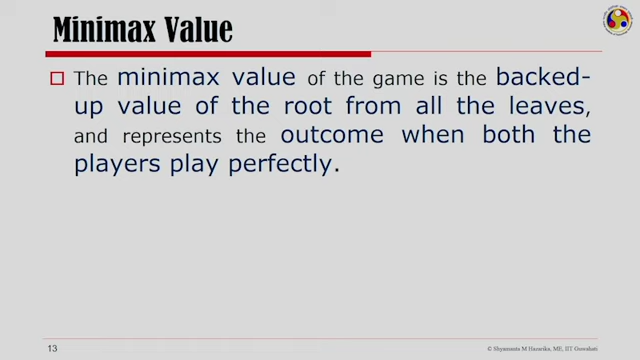 Minimax Value
The minimax value of the game is the backed-
up value of the root from all the leaves,
and represents the outcome when both the
players play perfectly.
13
© Shyamanta M Hazarika, ME, IIT Guwahati